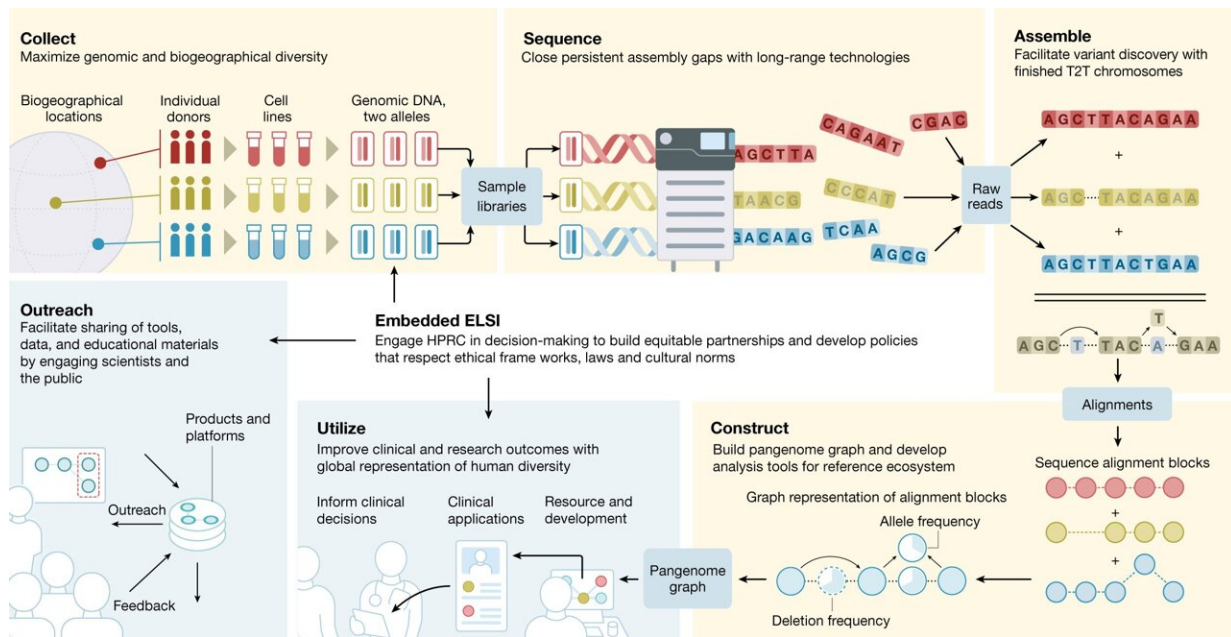 Collect
Maximize genomic and biogeographical diversity
Biogeographical
locations
Individual
donors
Cell
lines
Genomic DNA,
two alleles
Sample
libraries
Sequence
Close persistent assembly gaps with long-range technologies
AGCTTA
TAACG
GACAAG
CAGAAT
CGAC
CCCAT
TCAA
AGCG
Raw
reads
Assemble
Facilitate variant discovery with
finished T2T chromosomes
AGCTTACAGAA
+
AGC TACAGAA
+
AGCTTACTGAA
T
AGC T TAC A GAA
Alignments
Embedded ELSI
Engage HPRC in decision-making to build equitable partnerships and develop policies
that respect ethical frame works, laws and cultural norms
Outreach
Facilitate sharing of tools,
data, and educational materials
by engaging scientists and
the public
Products and
platforms
Outreach
Feedback
Utilize
Improve clinical and research outcomes with
global representation of human diversity
Inform clinical
decisions
Clinical
applications
Resource and
development
Pangenome
graph
Construct
Build pangenome graph and develop
analysis tools for reference ecosystem
Graph representation of alignment blocks
Allele frequency
Deletion frequency
Sequence alignment blocks
+
+